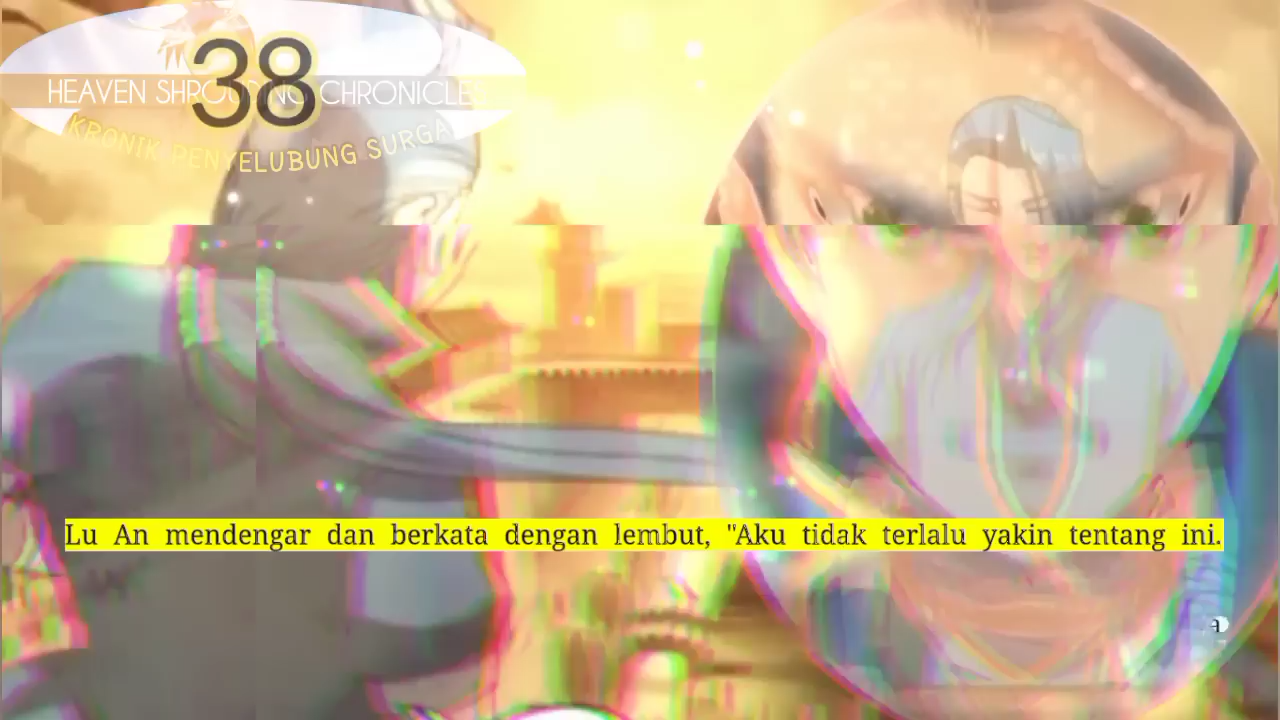 38
HEAVEN SHROUDING CHRONICLES
KRONIK PENYELUBUNG SURGA
Lu An mendengar dan berkata dengan lembut, "Aku tidak terlalu yakin tentang ini.
a